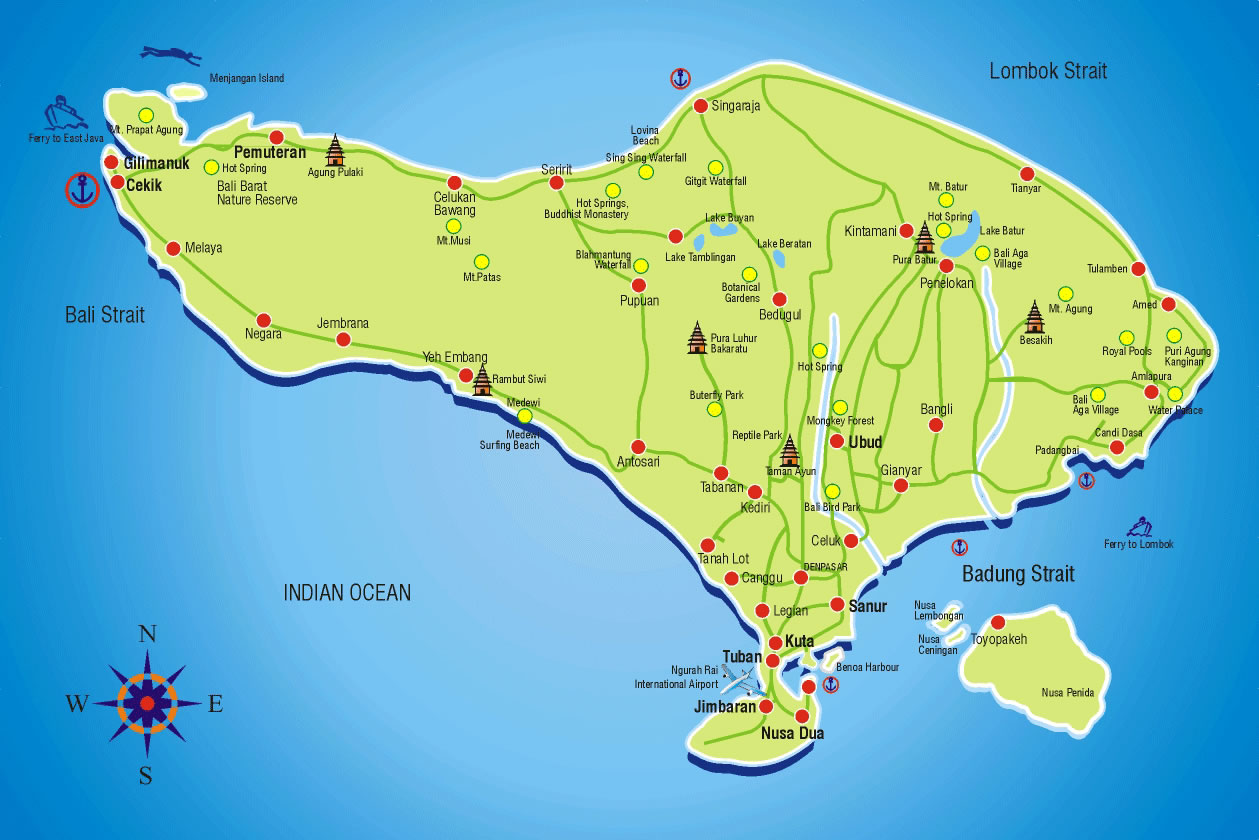 Lombok Strait
Menjangan Island
Ferry to East Java
Mt. Prapat Agung
Gilimanuk
Cekik
Pemuteran
Hot Spring
Bali Barat
Nature Reserve
Agung Pulaki
Celukan
Bawang
Mt.Musi
Mt.Patas
Seririt
Lovina
Beach
Sing Sing Waterfall
Singaraja
Gitgit Waterfall
Hot Springs,
Buddhist Monastery
Lake Buyan
Lake Tamblingan
Lake Beratan
Blahmantung
Waterfall
Pupuan
Botanical
Gardens
Bedugul
Kintamani
Mt. Batur
Hot Spring
Pura Batur
Lake Batur
Bali Aga
Village
Penelokan
Tianyar
Tulamben
Amed
Mt. Agung
Besakih
Royal Pools
Puri Agung
Kanginan
Amlapura
Bali
Aga Village
Water Palace
Candi Dasa
Padangbai
Melaya
Bali Strait
Negara
Jembrana
Yeh Embang
Rambut Siwi
Medewi
Medewi
Surfing Beach
Pura Luhur
Bakaratu
Hot Spring
Buterfly Park
Mongkey Forest
Reptile Park
Ubud
Taman Ayun
Bangli
Gianyar
Antosari
Tabanan
Kediri
Bali Bird Park
Tanah Lot
Celuk
Canggu
DENPASAR
Legian
Sanur
Kuta
Tuban
Ngurah Rai
International Airport
Benoa Harbour
Jimbaran
Nusa Dua
Ferry to Lombok
Badung Strait
Nusa
Lembongan
Nusa
Ceningan
Toyopakeh
Nusa Penida
INDIAN OCEAN
N
W
E
S